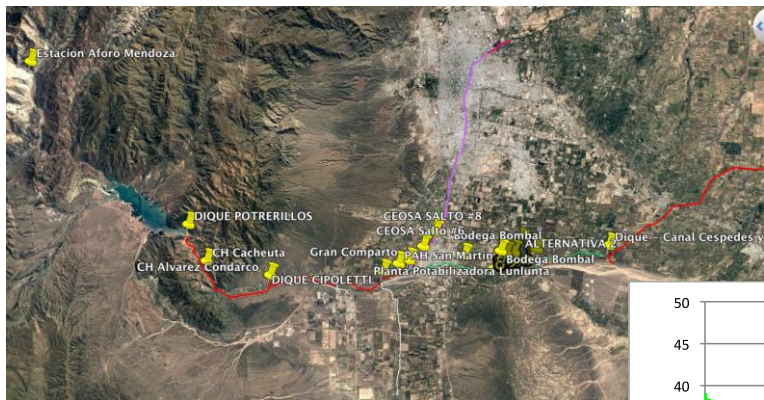 Estacion Aforo Mendoza
DIQUE POTRERILLOS
CEOSA SALTO #8
CEOSA Salto #6
Bodega Bombal
ALTERNATIVA 2
Dique - Canal Cespedes y
CH Cacheuta
Gran Comparto
PAH San Martin
Bodega Bombal
CH Alvarez Condarco
DIQUE CIPOLETTI
Planta Potabilizadora Lunlunta
50
45
40